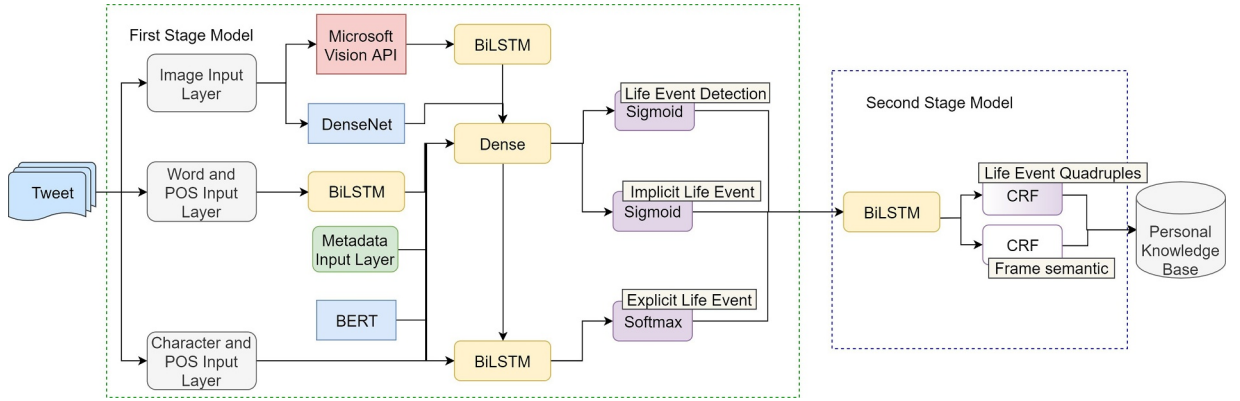 First Stage Model
Microsoft
Vision API
BiLSTM
Image Input
Layer
DenseNet
Life Event Detection
Sigmoid
Dense
Tweet
Word and
POS Input
Layer
BiLSTM
Implicit Life Event
Sigmoid
Metadata
Input Layer
BERT
Explicit Life Event
Softmax
Character and
POS Input
Layer
BiLSTM
Second Stage Model
BiLSTM
Life Event Quadruples
CRF
CRF
Frame semantic
Personal
Knowledge
Base